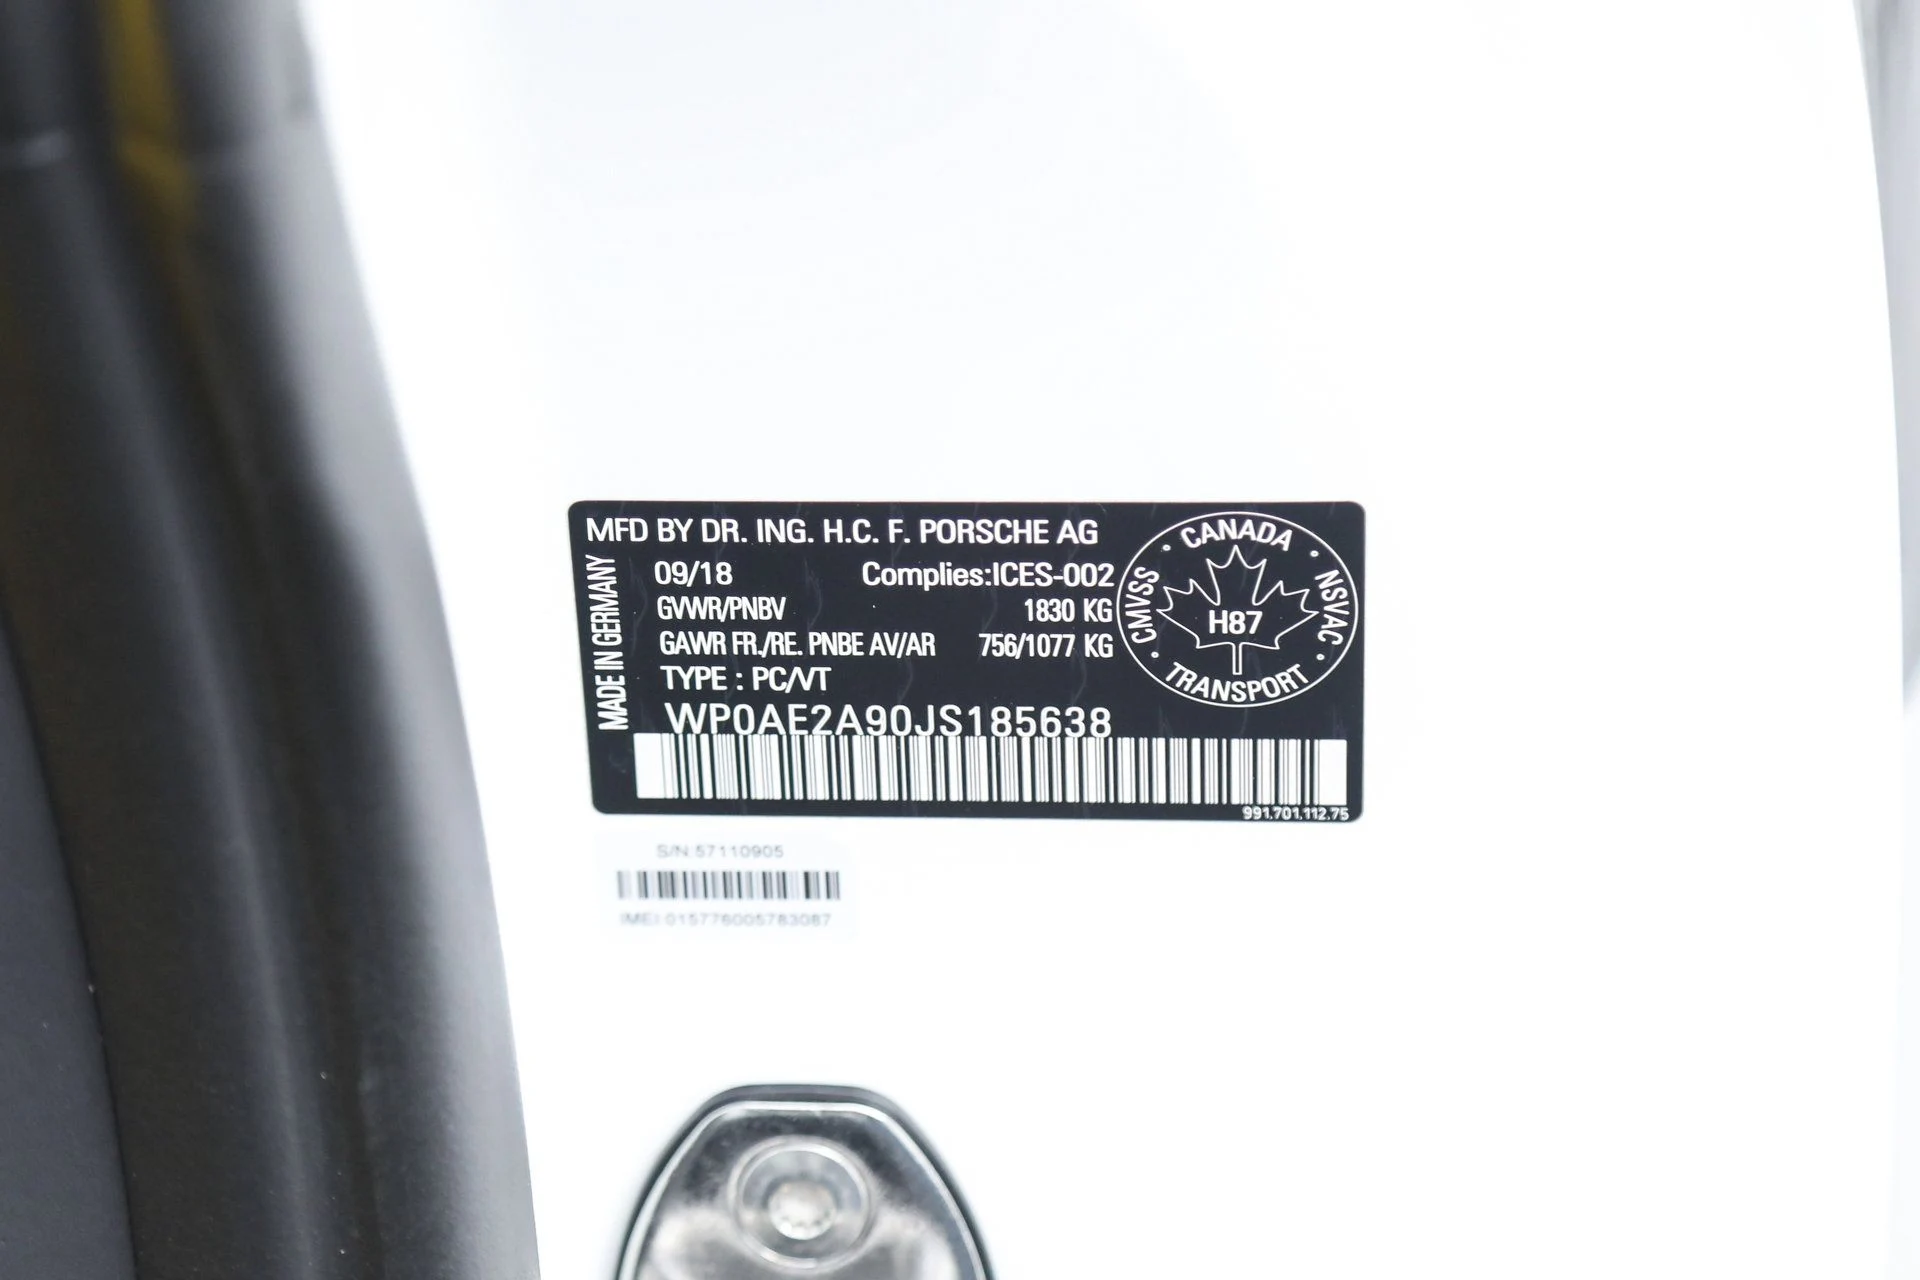 MFD BY DR. ING. H.C. F. PORSCHE AG
MADE IN GERMANY
09/18 Complies:ICES-002
GVWR/PNBV 1830 KG
GAWR FR./RE. PNBE AV/AR 756/1077 KG
TYPE : PC/VT
WP0AE2A90JS185638
CANADA
CMVSS
H87
NSVAC
TRANSPORT
991.701.112.75
S/N:57110905
IMEI:015776005783087